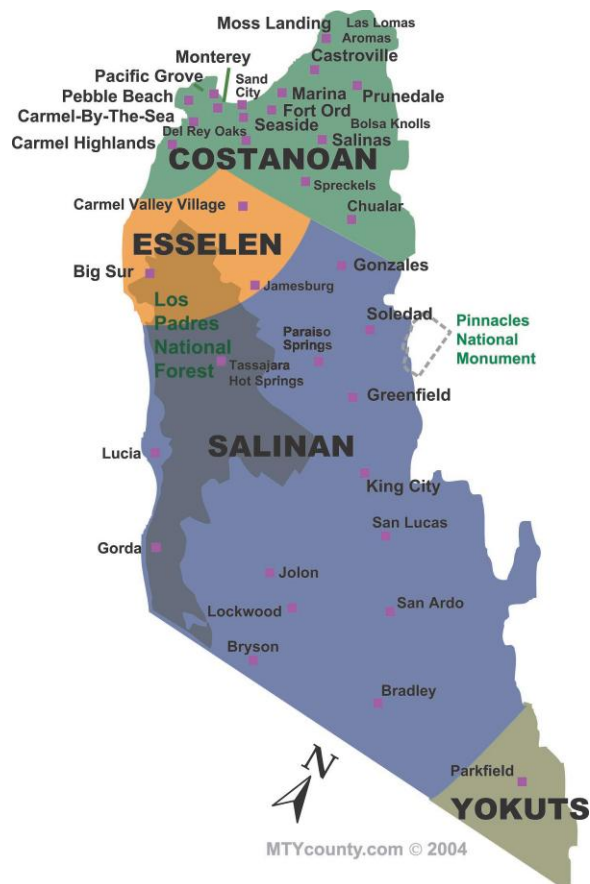 Moss Landing
Las Lomas
Aromas
Monterey
Castroville
Pacific Grove
Sand
City
Pebble Beach
Marina
Prunedale
Carmel-By-The-Sea
Fort Ord
Del Rey Oaks
Seaside
Bolsa Knolls
Carmel Highlands
Salinas
COSTANOAN
Spreckels
Carmel Valley Village
Chualar
ESSELEN
Big Sur
Gonzales
Jamesburg
Los
Padres
National
Forest
Soledad
Pinnacles
National
Monument
Paraiso
Springs
Tassajara
Hot Springs
Greenfield
SALINAN
Lucia
King City
San Lucas
Gorda
Jolon
Lockwood
San Ardo
Bryson
Bradley
N
Parkfield
YOKUTS
MTYcounty.com © 2004